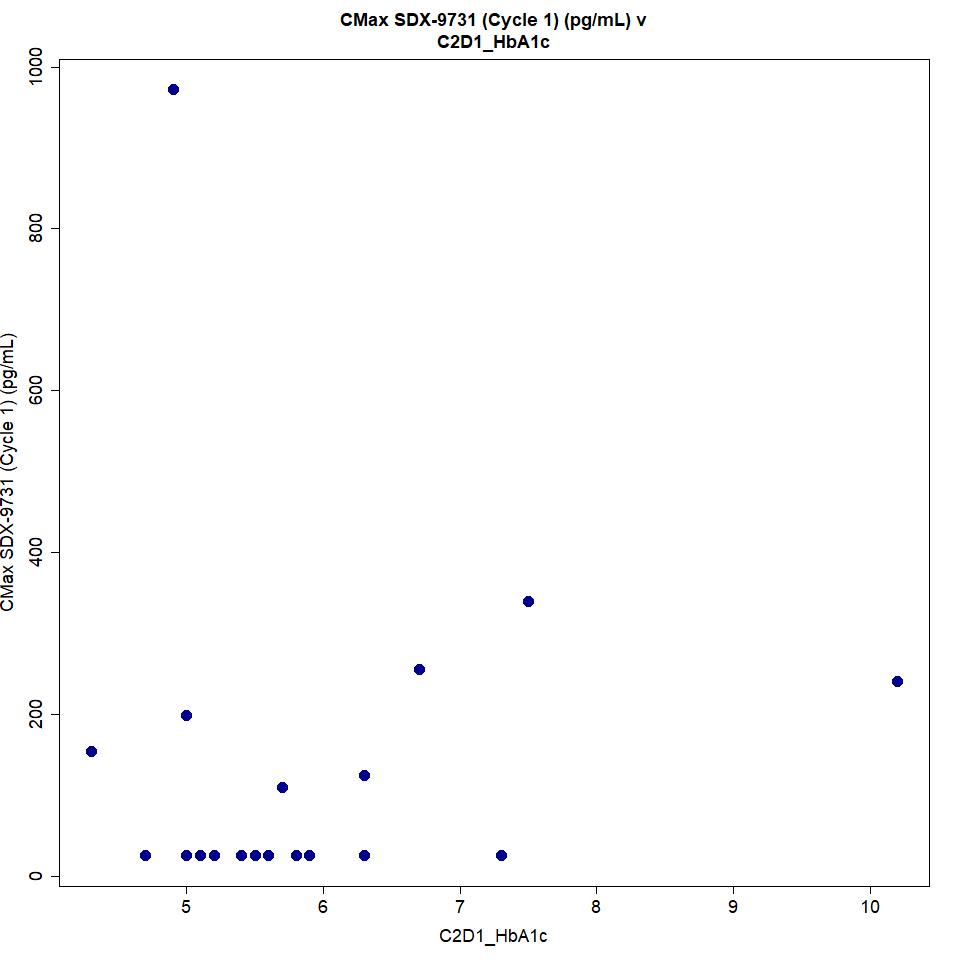 CMax SDX-9731 (Cycle 1) (pg/mL) v
C2D1_HbA1c
1000
800
600
400
200
0
CMax SDX-9731 (Cycle 1) (pg/mL)
5 6 7 8 9 10
C2D1_HbA1c